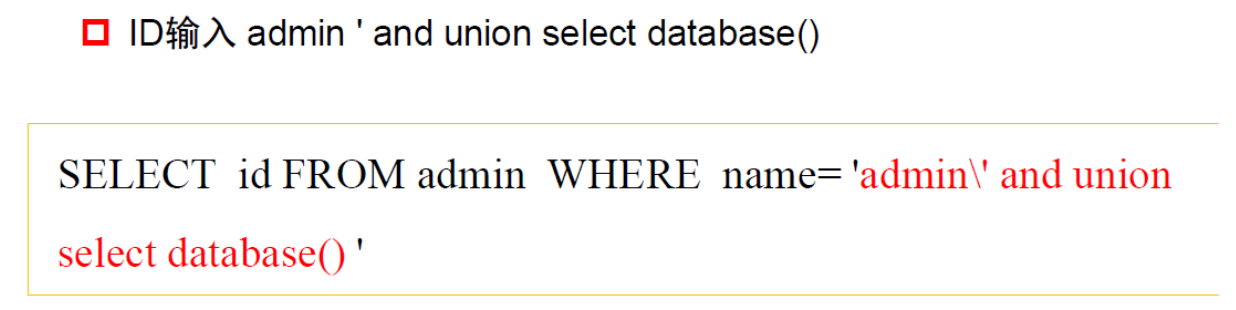 ID输入 admin ' and union select database()
SELECT id FROM admin WHERE name= 'admin\' and union
select database() '